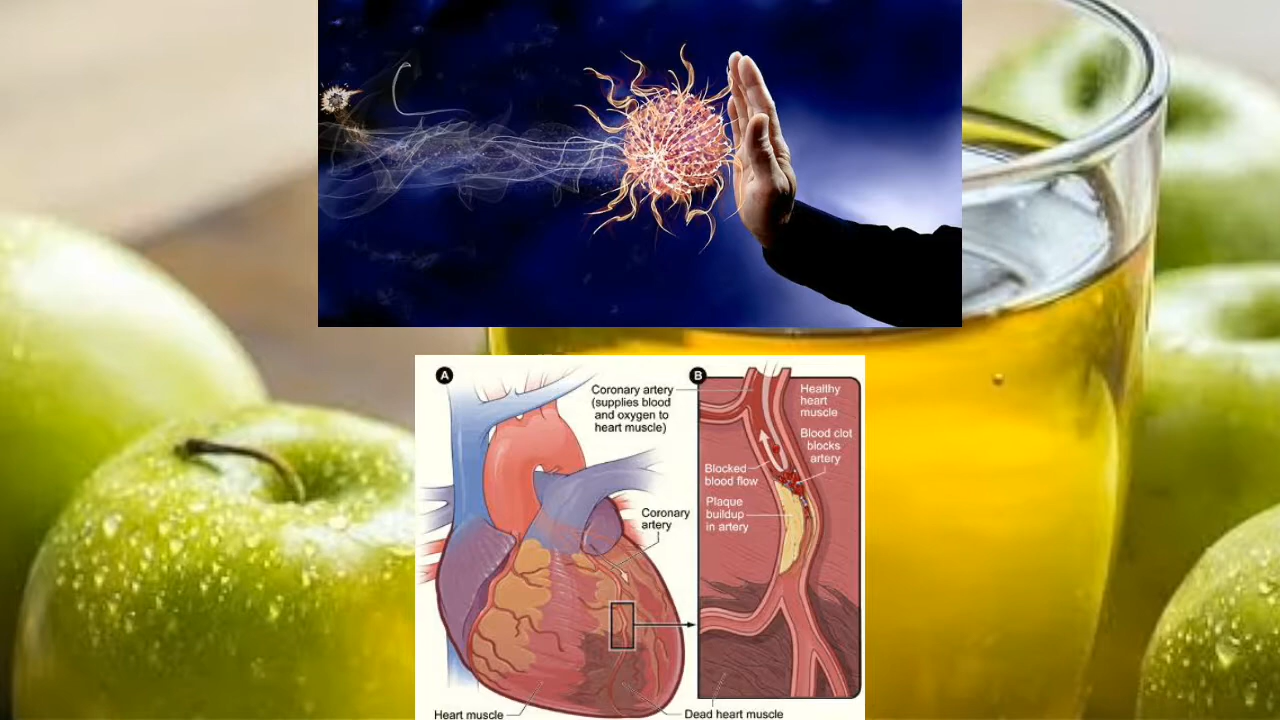 A
Coronary artery
(supplies blood
and oxygen to
heart muscle)
Coronary
artery
Heart muscle
Dead heart muscle
B
Healthy
heart
muscle
Blood clot
blocks
artery
Blocked
blood flow
Plaque
buildup
in artery